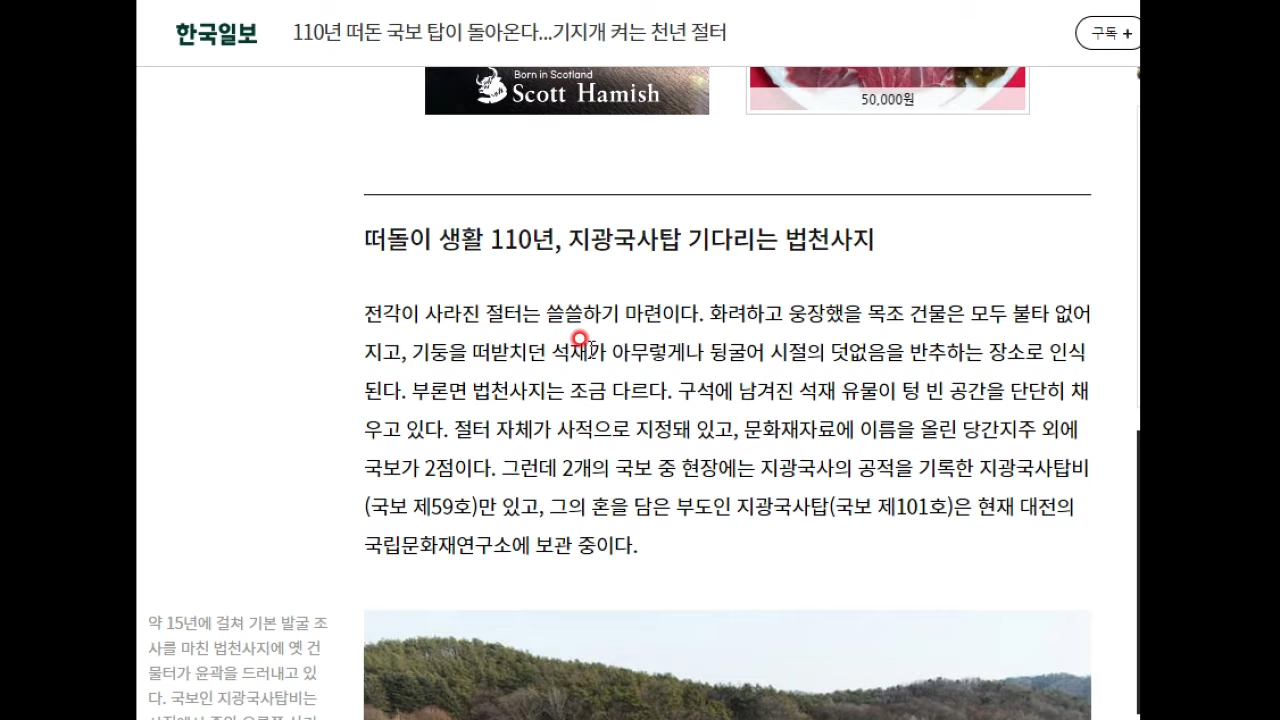 한국일보
110년 떠돈 국보 탑이 돌아온다...기지개 켜는 천년 절터
구독 +
Born in Scotland
Scott Hamish
50,000원
떠돌이 생활 110년, 지광국사탑 기다리는 법천사지
전각이 사라진 절터는 쓸쓸하기 마련이다. 화려하고 웅장했을 목조 건물은 모두 불타 없어
지고, 기둥을 떠받치던 석재가 아무렇게나 뒹굴어 시절의 덧없음을 반추하는 장소로 인식
된다. 부론면 법천사지는 조금 다르다. 구석에 남겨진 석재 유물이 텅 빈 공간을 단단히 채
우고 있다. 절터 자체가 사적으로 지정돼 있고, 문화재자료에 이름을 올린 당간지주 외에
국보가 2점이다. 그런데 2개의 국보 중 현장에는 지광국사의 공적을 기록한 지광국사탑비
(국보 제59호)만 있고, 그의 혼을 담은 부도인 지광국사탑(국보 제101호)은 현재 대전의
국립문화재연구소에 보관 중이다.
약 15년에 걸쳐 기본 발굴 조
사를 마친 법천사지에 옛 건
물터가 윤곽을 드러내고 있
다. 국보인 지광국사탑비는